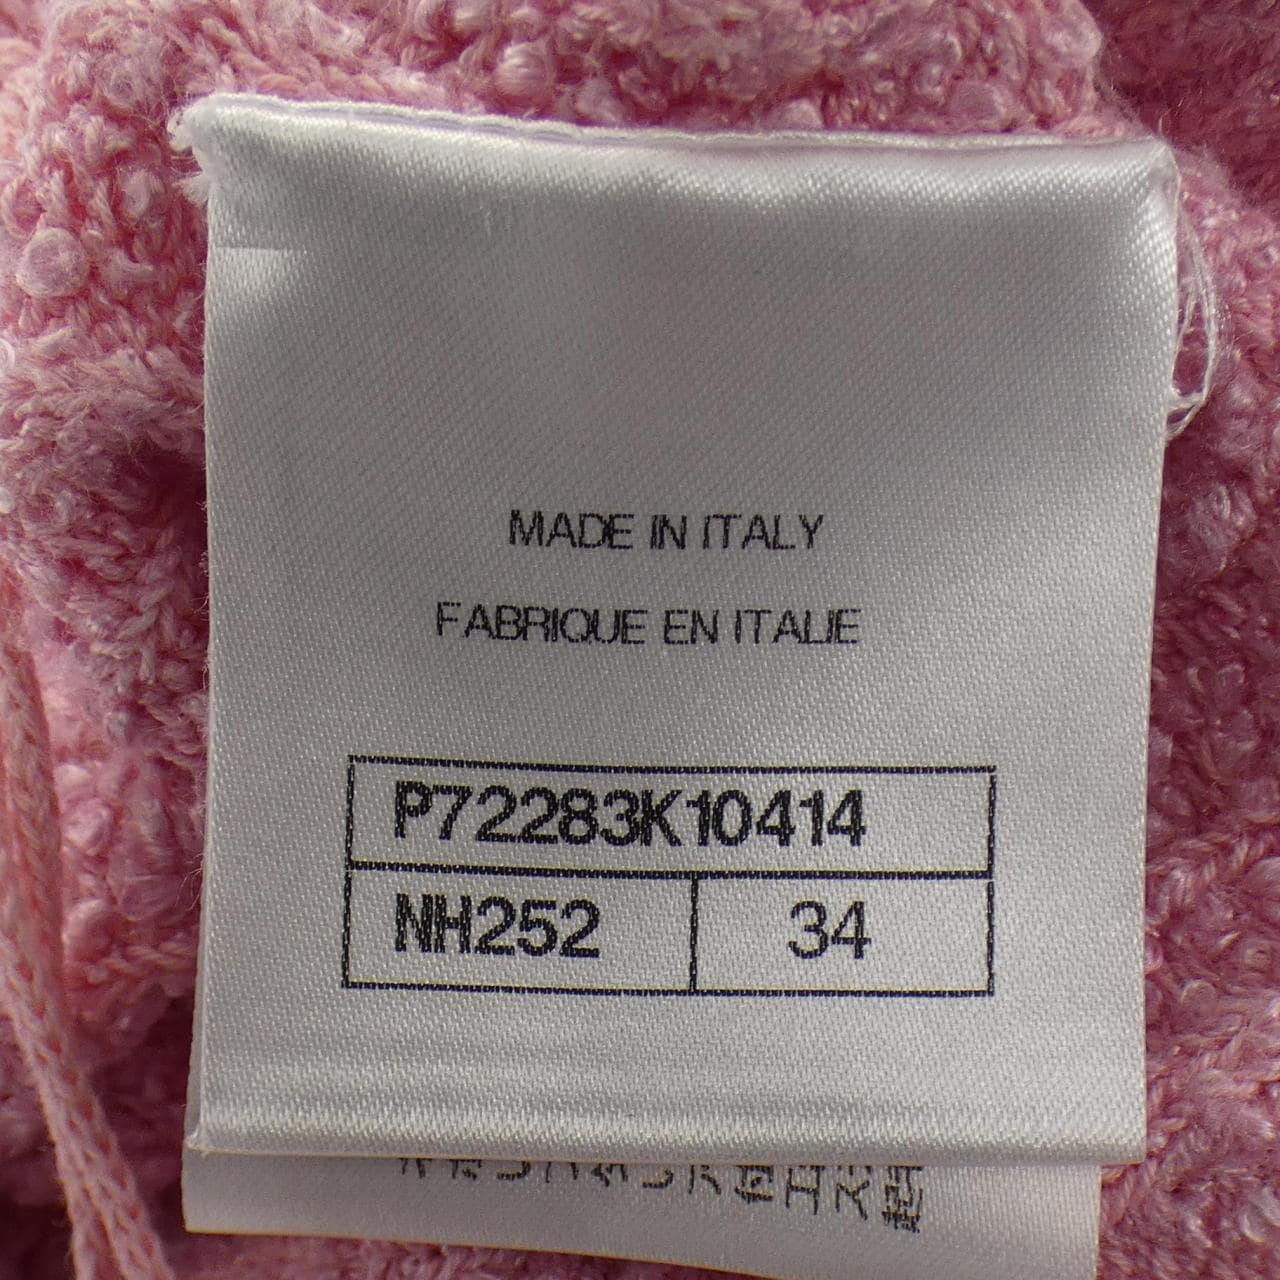 MADE IN ITALY
FABRIQUE EN ITALIE
P72283K10414
NH252 34